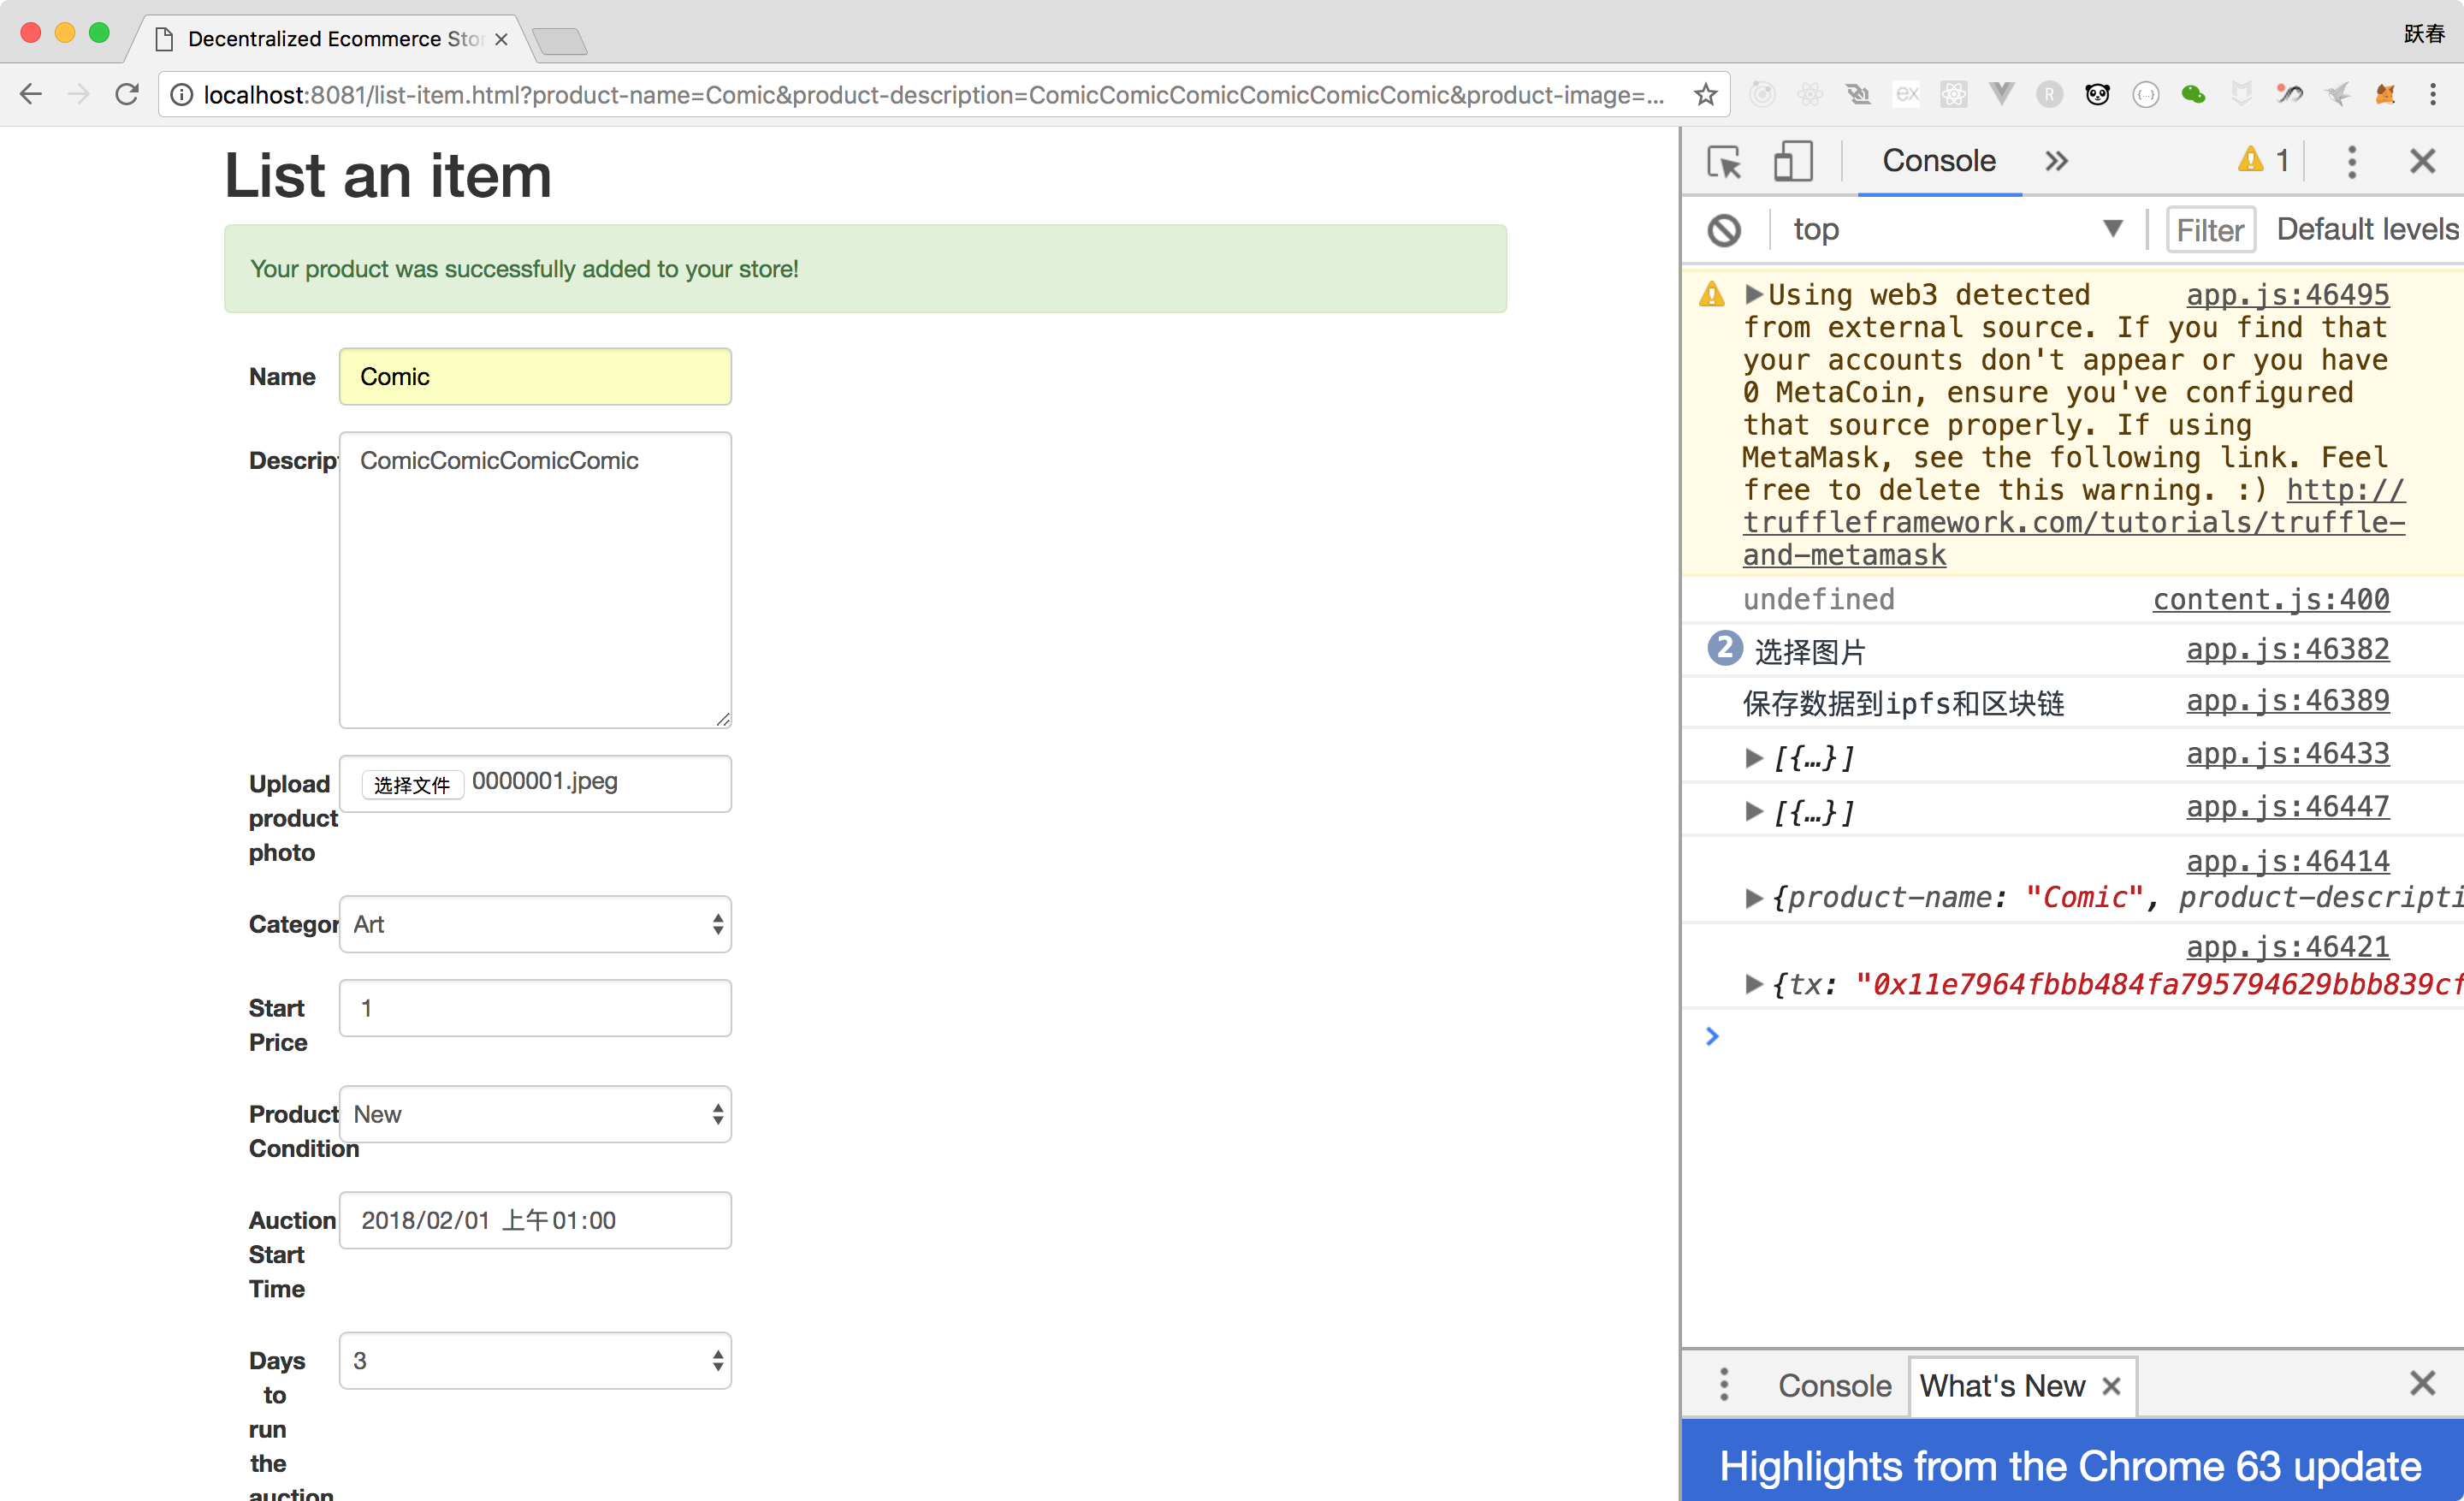 Decentralized Ecommerce Stor
跃春
localhost:8081/list-item.html?product-name=Comic&product-description=ComicComicComicComicComicComic&product-image=...
List an item
Your product was successfully added to your store!
Name
Comic
Descript
ComicComicComicComic
Upload
product
photo
选择文件 0000001.jpeg
Categor
Art
Start
Price
1
Product
Condition
New
Auction
Start
Time
2018/02/01 上午01:00
Days
to
run
the
auction
3
Console
1
top
Filter
Default levels
Using web3 detected app.js:46495
from external source. If you find that
your accounts don't appear or you have
0 MetaCoin, ensure you've configured
that source properly. If using
MetaMask, see the following link. Feel
free to delete this warning. :) http://
truffleframework.com/tutorials/truffle-
and-metamask
undefined content.js:400
2 选择图片 app.js:46382
保存数据到ipfs和区块链 app.js:46389
[{…}] app.js:46433
[{…}] app.js:46447
app.js:46414
{product-name: "Comic", product-descripti
app.js:46421
{tx: "0x11e7964fbbb484fa795794629bbb839cf
Console
What's New
Highlights from the Chrome 63 update